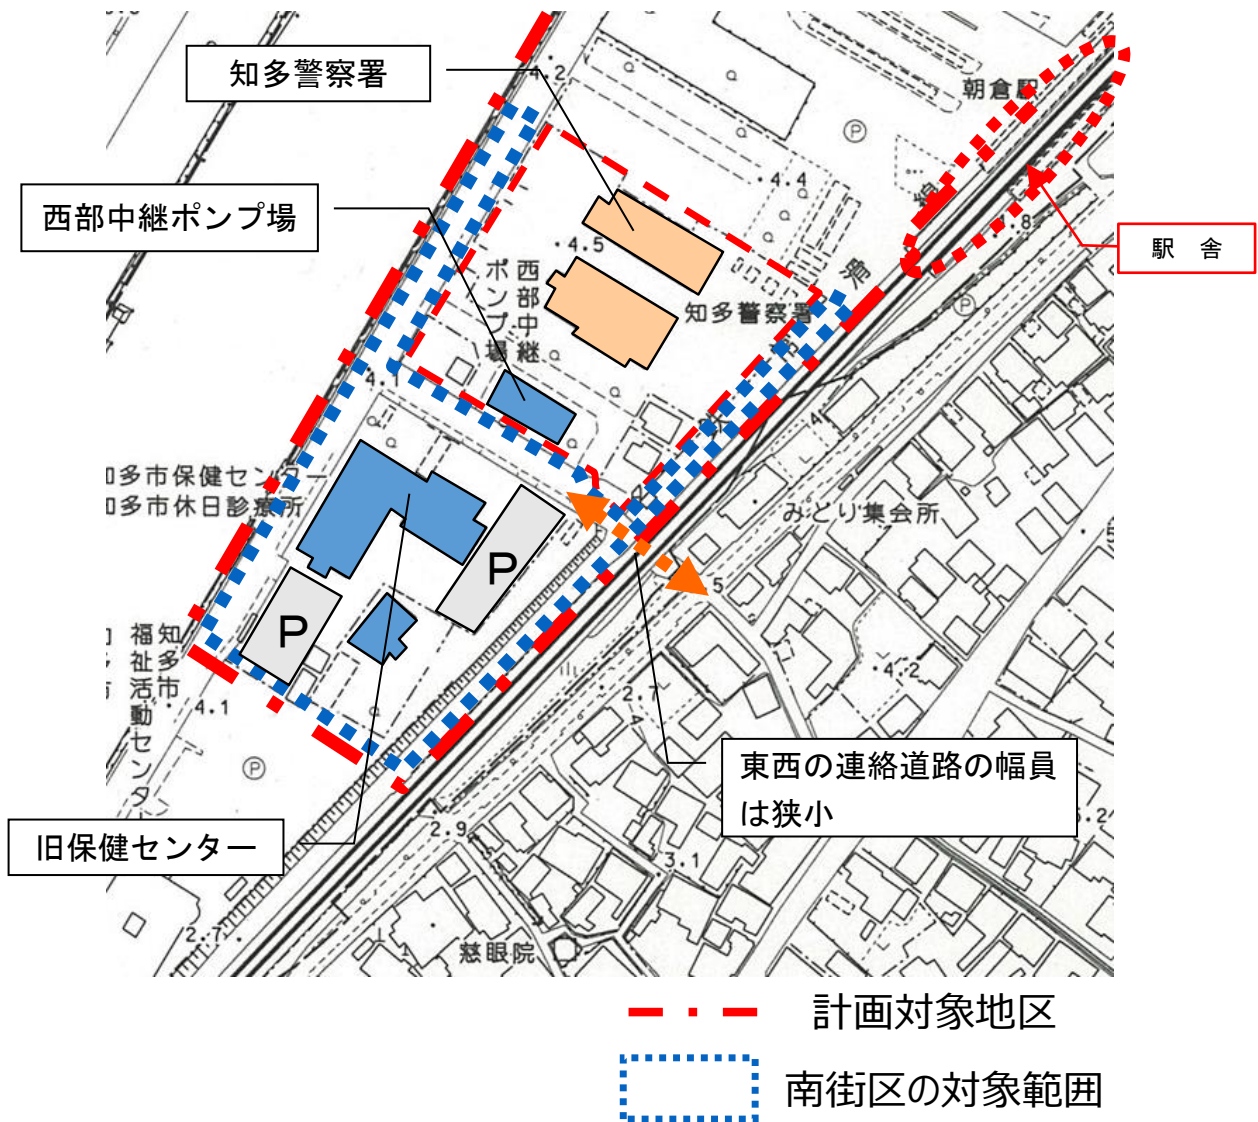 知多警察署
4.2
朝倉駅
P
西部中継ポンプ場
4.4
4.5
1.8
駅 舎
西部中継
ポンプ場
知多警察署
P
4.1
知多市保健センター
知多市休日診療所
みどり集会所
P
P
知多市・
福祉活動センター
4.1
4.2
2.7
P
東西の連絡道路の幅員
は狭小
旧保健センター
2.9
3.1
2.7
慈眼院
計画対象地区
南街区の対象範囲